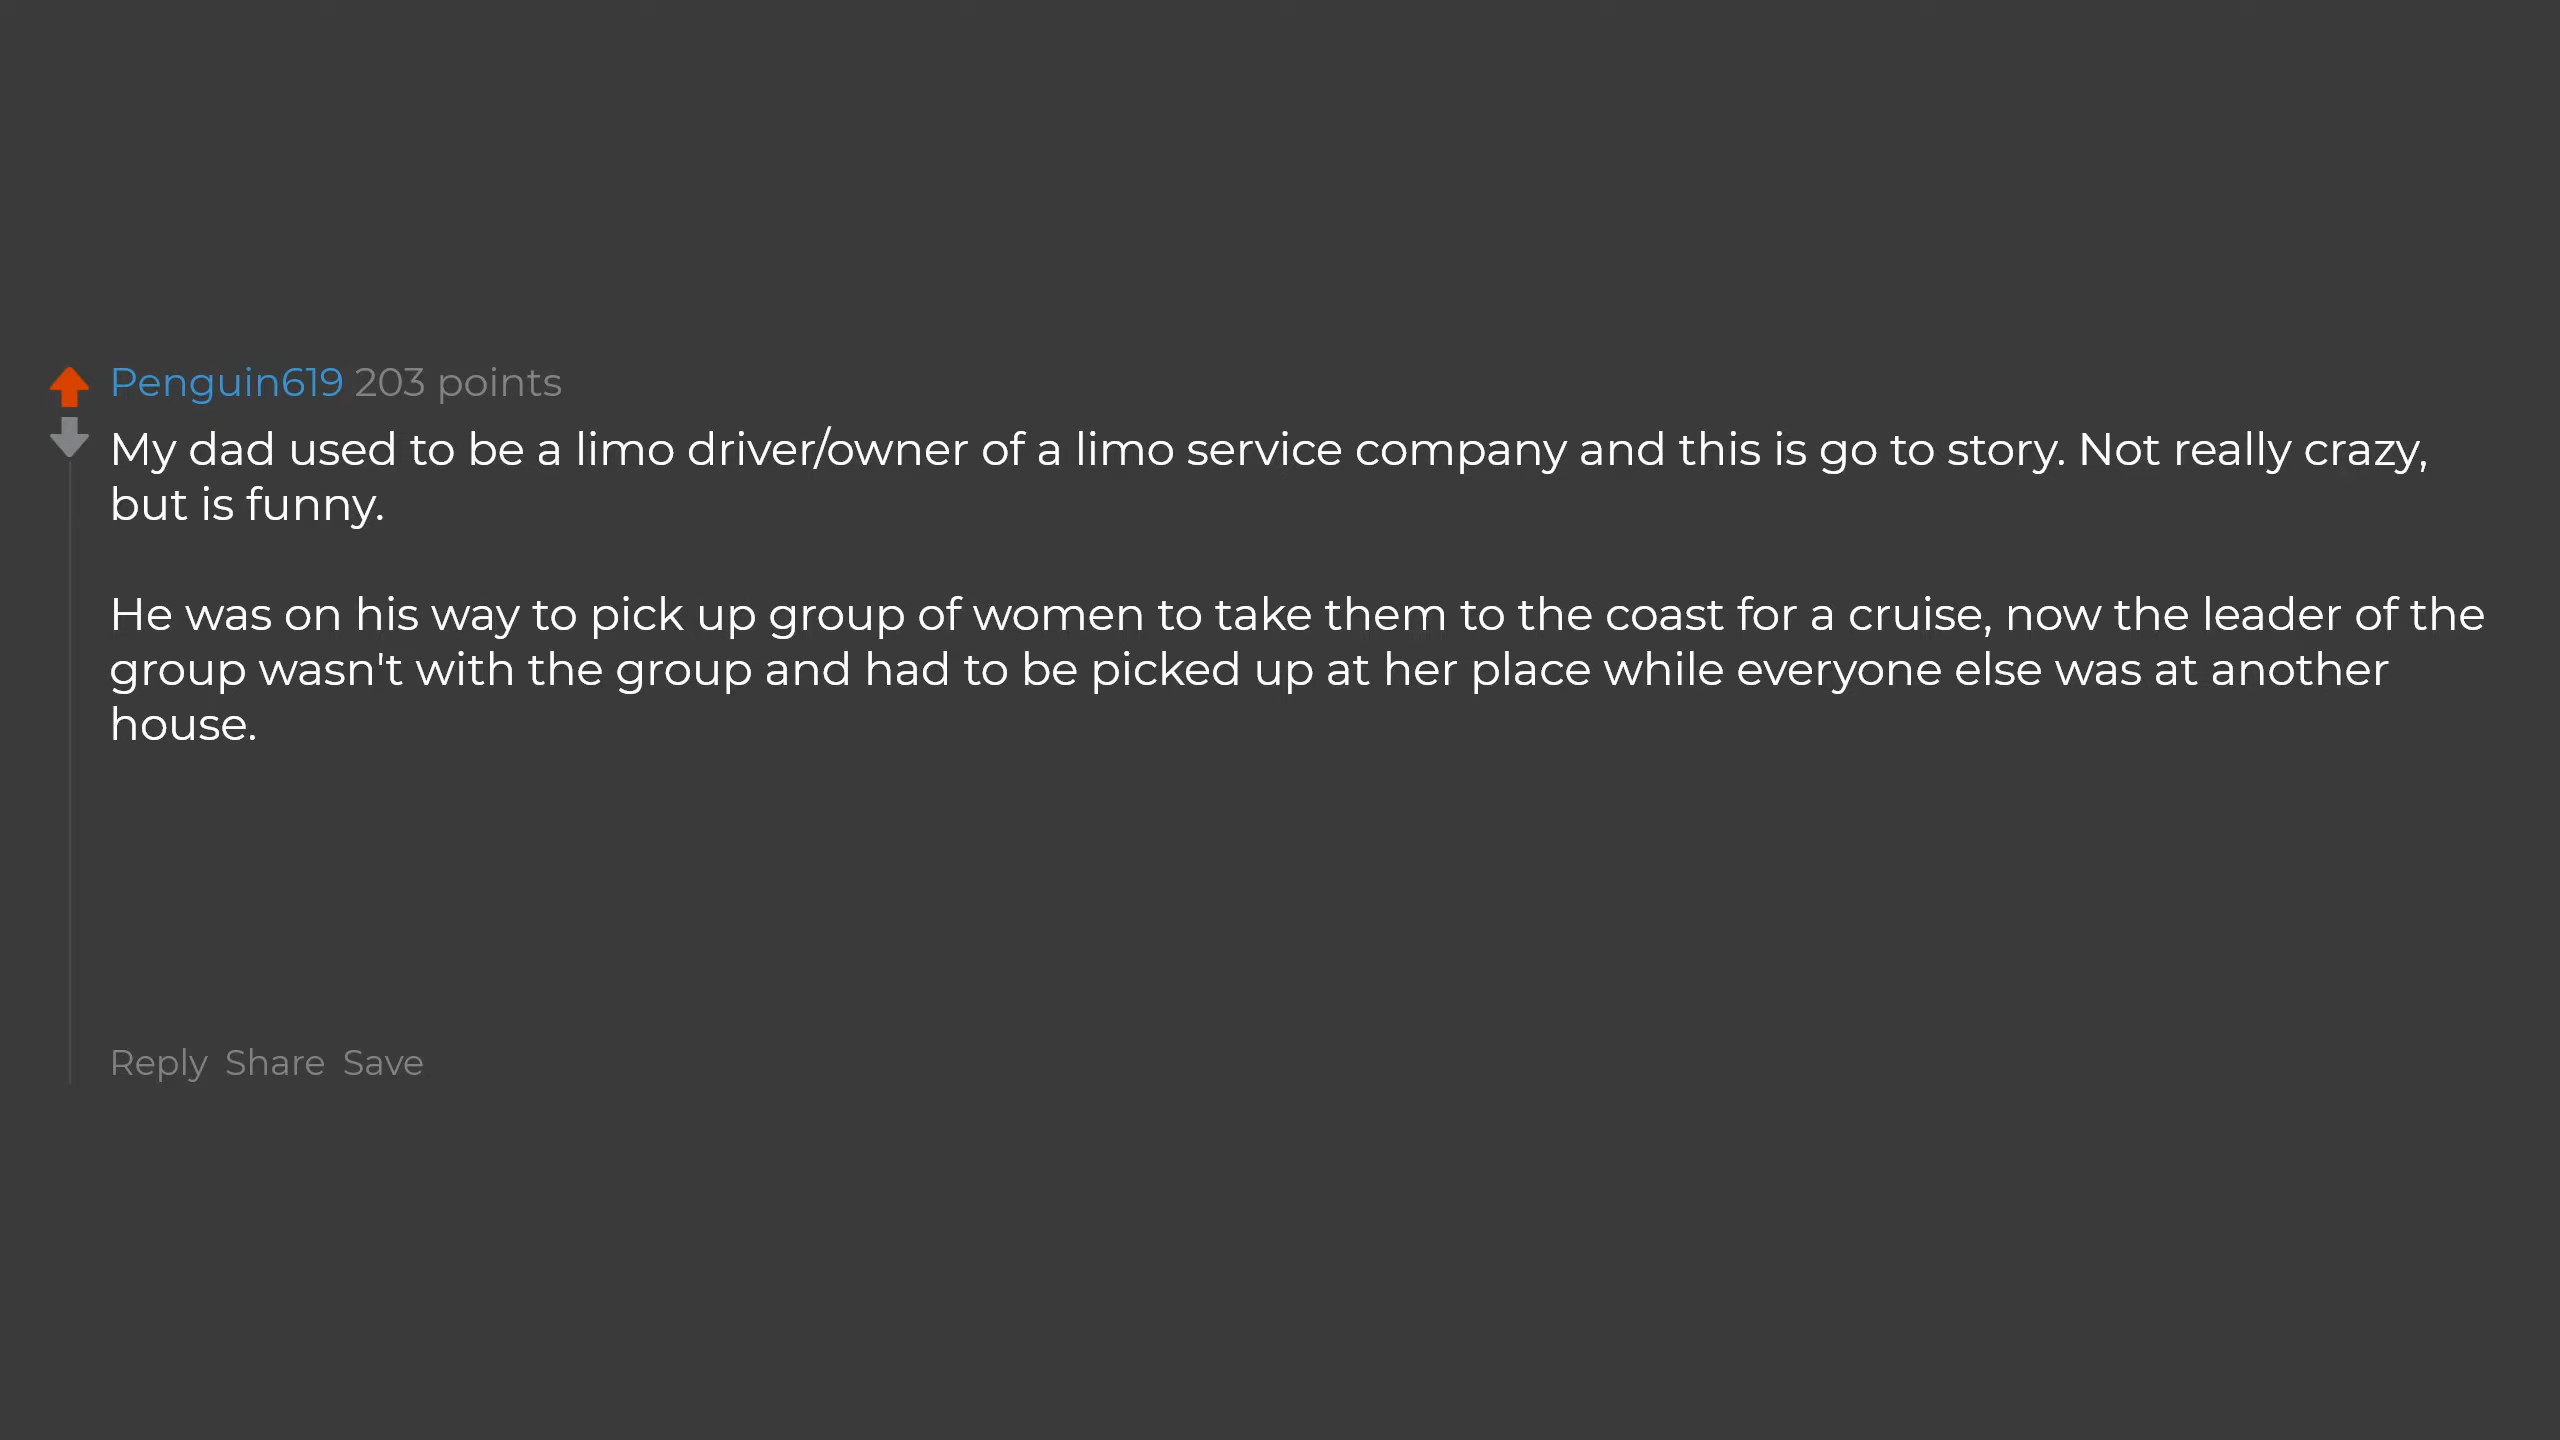 Penguin619 203 points
My dad used to be a limo driver/owner of a limo service company and this is go to story. Not really crazy,
but is funny.
He was on his way to pick up group of women to take them to the coast for a cruise, now the leader of the
group wasn't with the group and had to be picked up at her place while everyone else was at another
house.
Reply Share Save